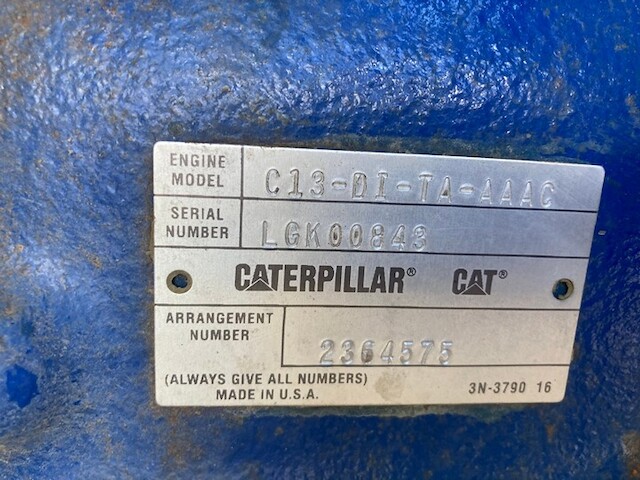 ENGINE MODEL C13-DI-TA-AAAC
SERIAL NUMBER LGK00843
CATERPILLAR® CAT®
ARRANGEMENT NUMBER 2364575
(ALWAYS GIVE ALL NUMBERS) 3N-3790 16
MADE IN U.S.A.